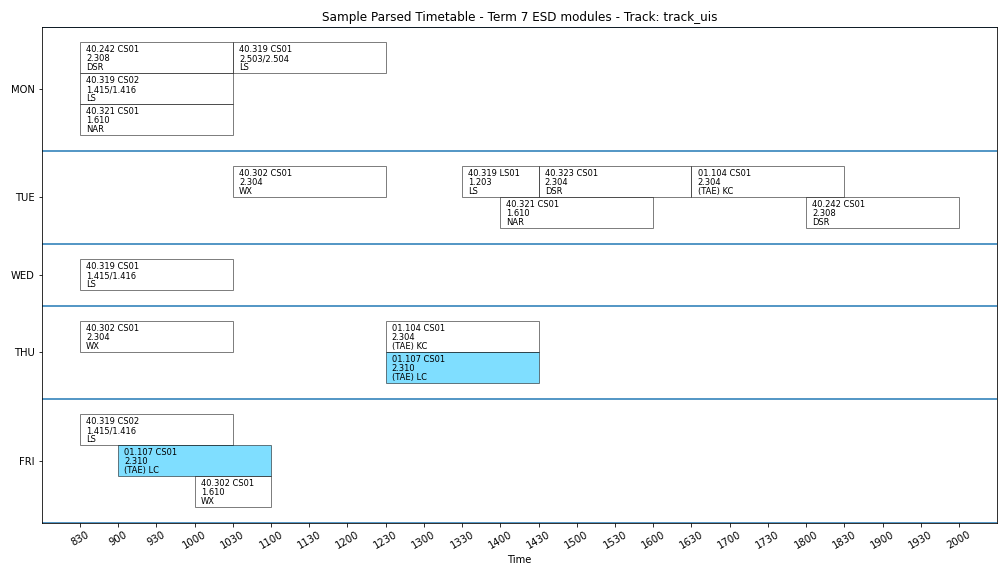 Sample Parsed Timetable - Term 7 ESD modules - Track: track_uis
MON
40.242 CS01
2.308
DSR
40.319 CS01
2.503/2.504
LS
40.319 CS02
1.415/1.416
LS
40.321 CS01
1.610
NAR
TUE
40.302 CS01
2.304
WX
40.319 LS01
1.203
LS
40.323 CS01
2.304
DSR
01.104 CS01
2.304
(TAE) KC
40.321 CS01
1.610
NAR
40.242 CS01
2.308
DSR
WED
40.319 CS01
1.415/1.416
LS
THU
40.302 CS01
2.304
WX
01.104 CS01
2.304
(TAE) KC
01.107 CS01
2.310
(TAE) LC
FRI
40.319 CS02
1.415/1.416
LS
01.107 CS01
2.310
(TAE) LC
40.302 CS01
1.610
WX
830 900 930 1000 1030 1100 1130 1200 1230 1300 1330 1400 1430 1500 1530 1600 1630 1700 1730 1800 1830 1900 1930 2000
Time